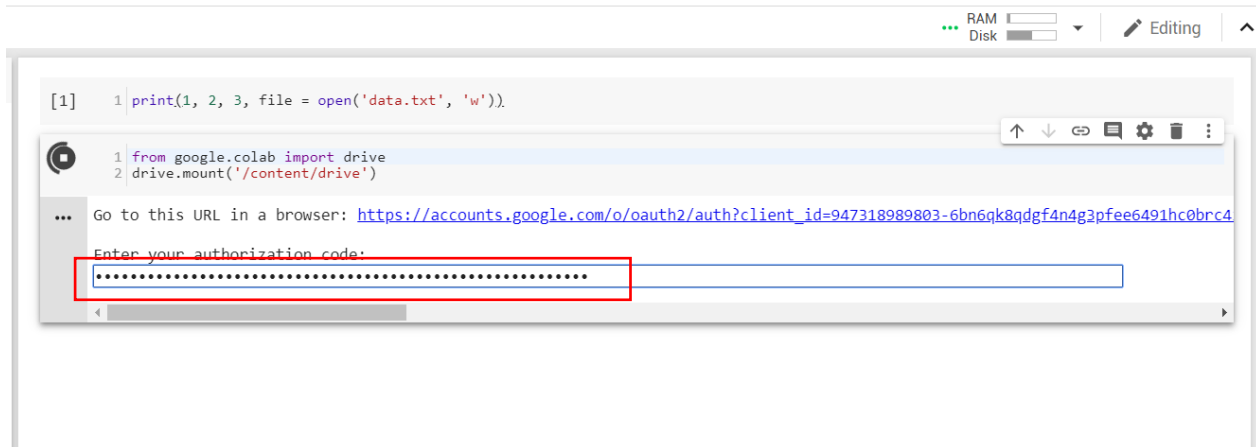 RAM
Disk
Editing
[1] 1 print(1, 2, 3, file = open('data.txt', 'w'))
1 from google.colab import drive
2 drive.mount('/content/drive')
Go to this URL in a browser: https://accounts.google.com/o/oauth2/auth?client_id=947318989803-6bn6qk8qdgf4n4g3pfee6491hc0brc4
Enter your authorization code:
••••••••••••••••••••••••••••••••••••••••••••••••••••••••••